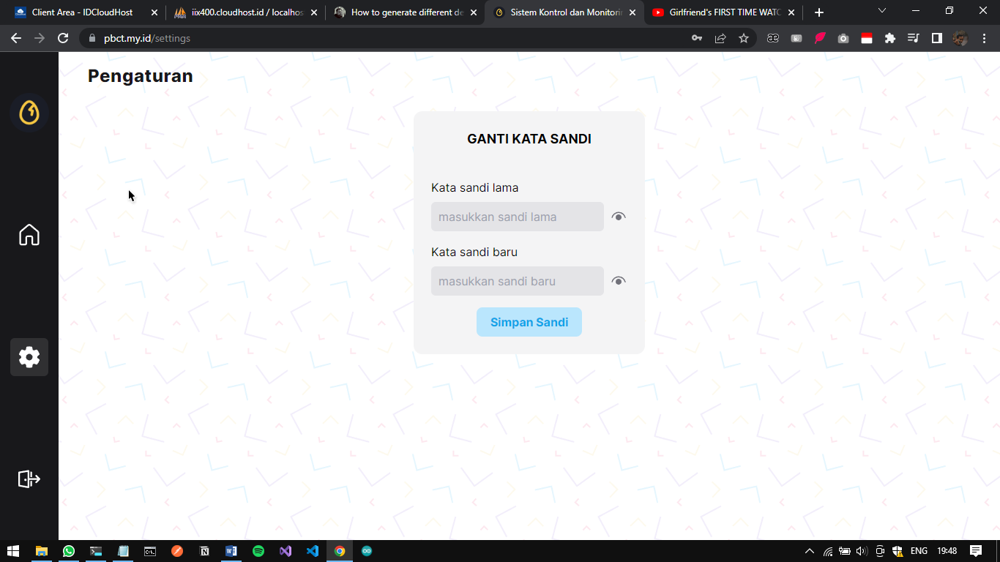 Client Area - IDCloudHost
iix400.cloudhost.id / localhos
How to generate different de
Sistem Kontrol dan Monitorin
Girlfriend's FIRST TIME WATC
pbct.my.id/settings
Pengaturan
GANTI KATA SANDI
Kata sandi lama
masukkan sandi lama
Kata sandi baru
masukkan sandi baru
Simpan Sandi
ENG
19:48